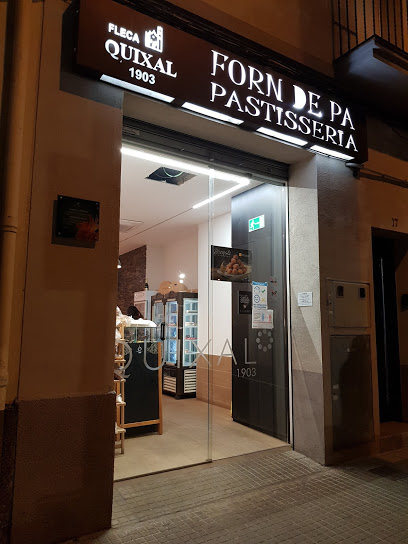 FLECA
QUIXAL
1903
FORN DE PA
PASTISSERIA
QUIXAL
1903
17